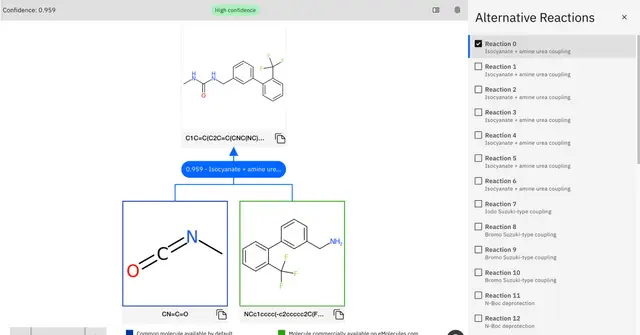 Confidence: 0.959
High confidence
Alternative Reactions
F
F
F
H
N
H
N
O
C1C=C(C2C=C(CNC(NC)...
0.959 - Isocyanate + amine ure...
O
C
N
NH₂
F
F
F
CN=C=O
NCc1cccc(-c2ccccc2C(F...
Common molecule available by default
Molecule commercially available on eMolecules.com
Reaction 0
Isocyanate + amine urea coupling
Reaction 1
Isocyanate + amine urea coupling
Reaction 2
Isocyanate + amine urea coupling
Reaction 3
Isocyanate + amine urea coupling
Reaction 4
Isocyanate + amine urea coupling
Reaction 5
Isocyanate + amine urea coupling
Reaction 6
Isocyanate + amine urea coupling
Reaction 7
Iodo Suzuki-type coupling
Reaction 8
Bromo Suzuki-type coupling
Reaction 9
Bromo Suzuki-type coupling
Reaction 10
Bromo Suzuki-type coupling
Reaction 11
N-Boc deprotection
Reaction 12
N-Boc deprotection